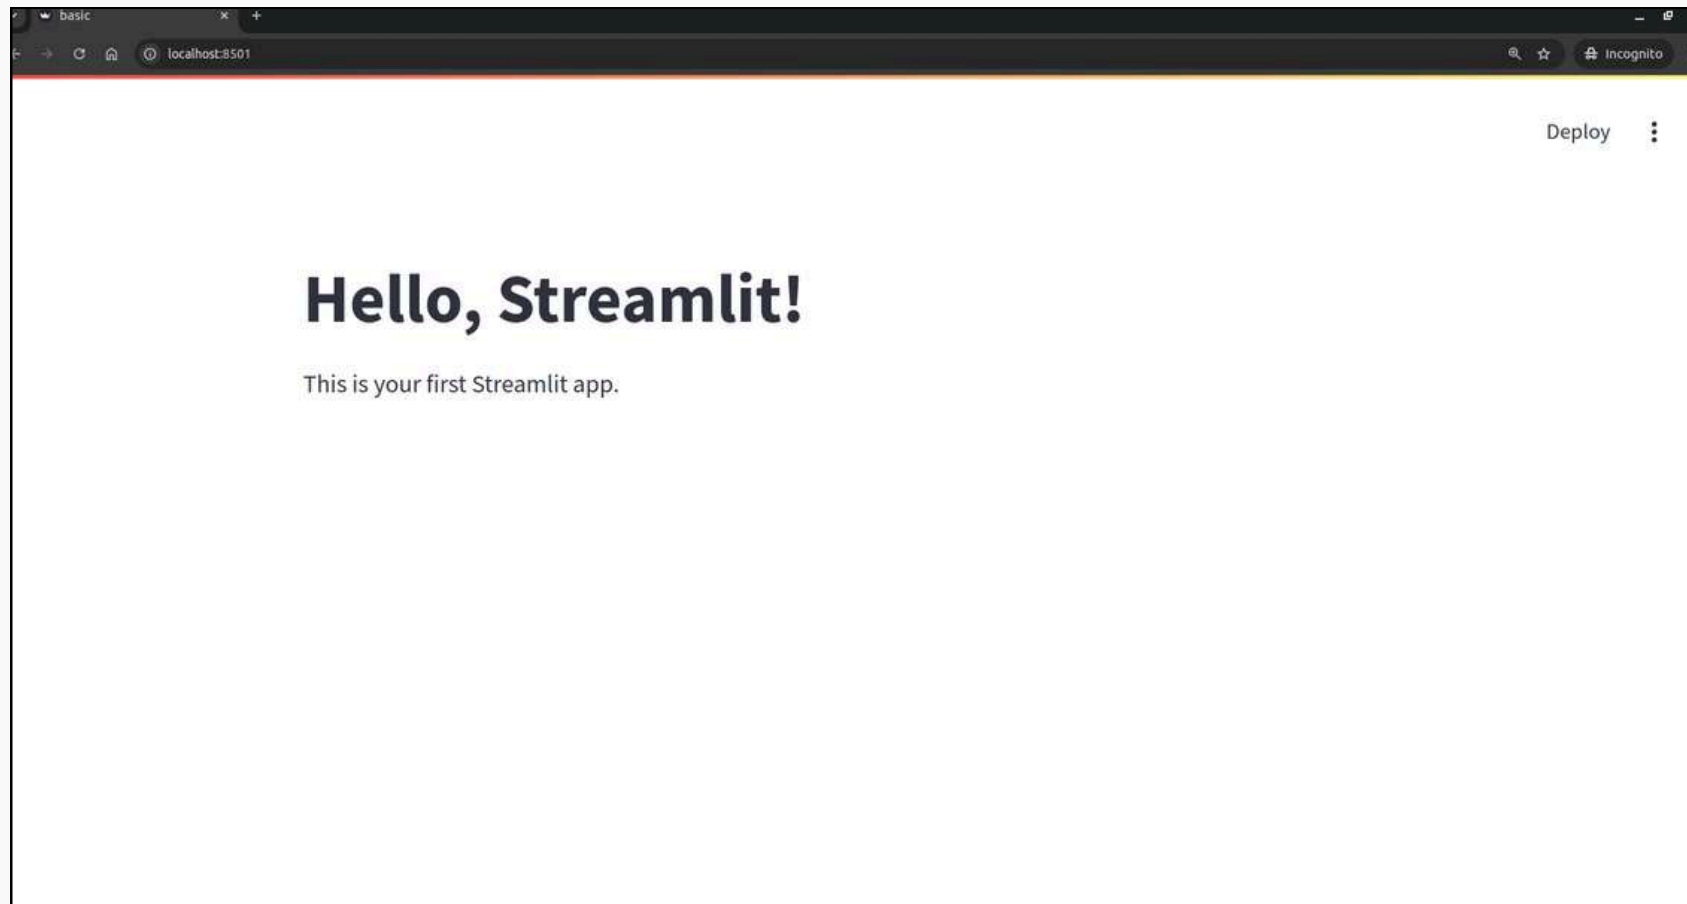 basic
localhost:8501
Incognito
Deploy
Hello, Streamlit!
This is your first Streamlit app.